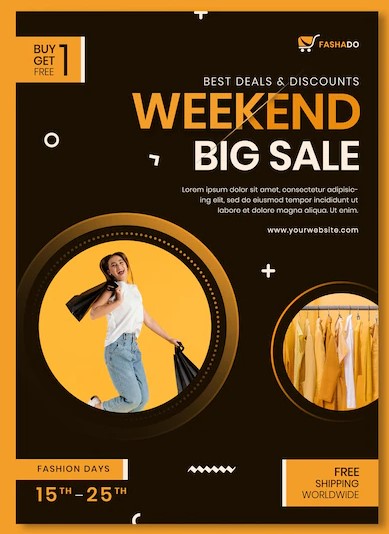 BUY
GET
FREE
1
FASHADO
BEST DEALS & DISCOUNTS
WEEKEND
BIG SALE
Lorem ipsum dolor sit amet, consectetur adipisic-
ing elit, sed do eiusmod tempor incididunt ut
labore et dolore magna aliqua. Ut enim.
www.yourwebsite.com
FASHION DAYS
15TH-25TH
FREE
SHIPPING
WORLDWIDE